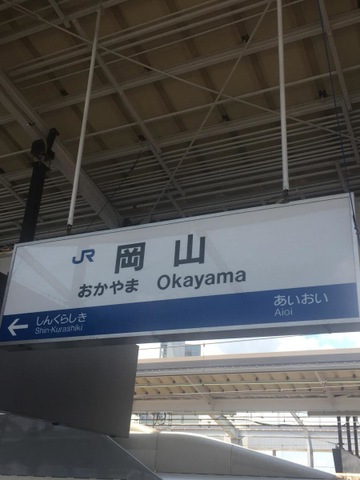 JR 岡山
おかやま Okayama
しんくらしき
Shin-Kurashiki
あいおい
Aioi